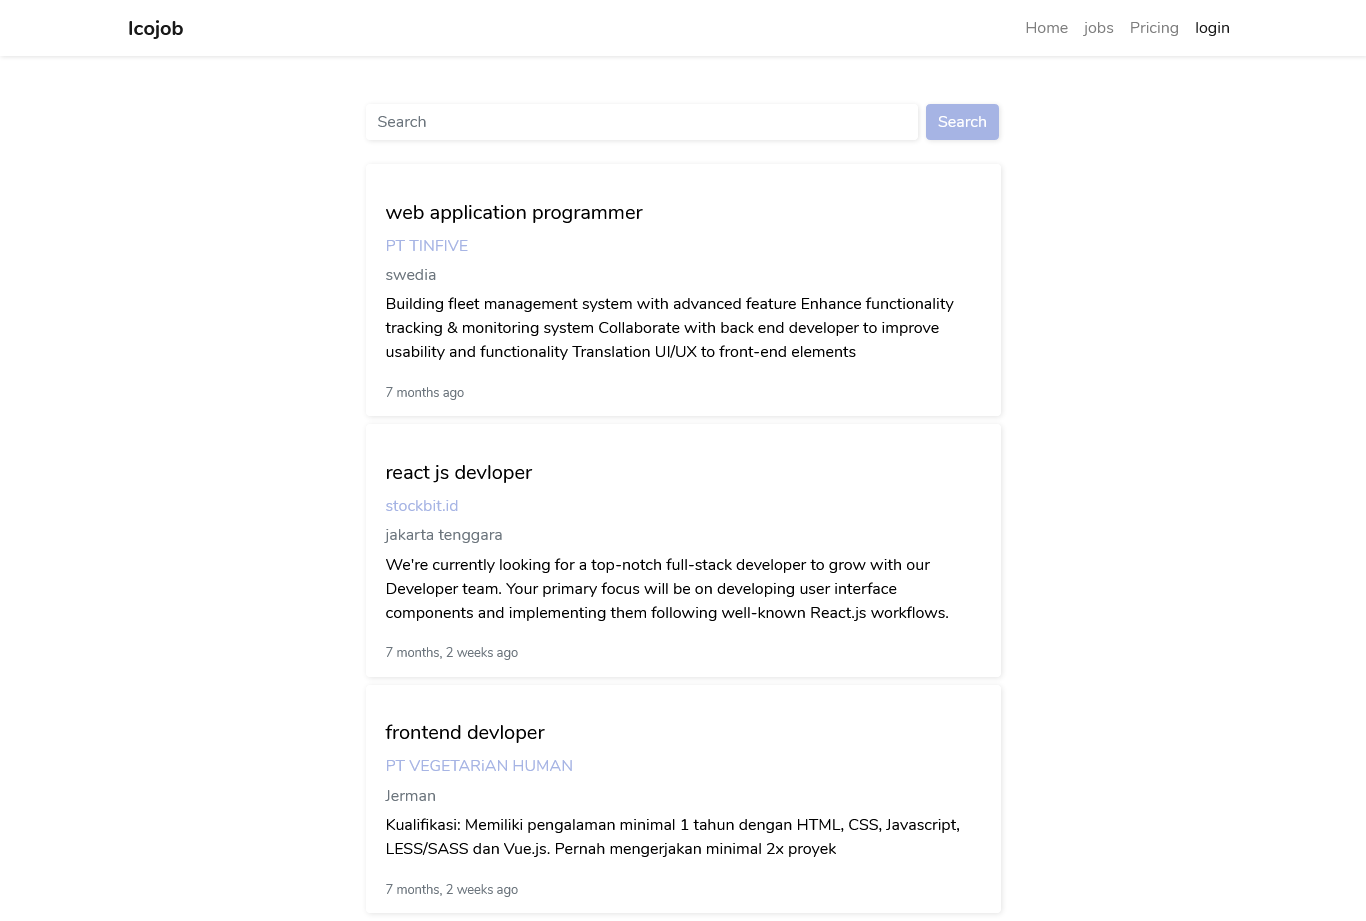 Icojob
Home jobs Pricing login
Search Search
web application programmer
PT TINFIVE
swedia
Building fleet management system with advanced feature Enhance functionality
tracking & monitoring system Collaborate with back end developer to improve
usability and functionality Translation UI/UX to front-end elements
7 months ago
react js devloper
stockbit.id
jakarta tenggara
We're currently looking for a top-notch full-stack developer to grow with our
Developer team. Your primary focus will be on developing user interface
components and implementing them following well-known React.js workflows.
7 months, 2 weeks ago
frontend devloper
PT VEGETARiAN HUMAN
Jerman
Kualifikasi: Memiliki pengalaman minimal 1 tahun dengan HTML, CSS, Javascript,
LESS/SASS dan Vue.js. Pernah mengerjakan minimal 2x proyek
7 months, 2 weeks ago